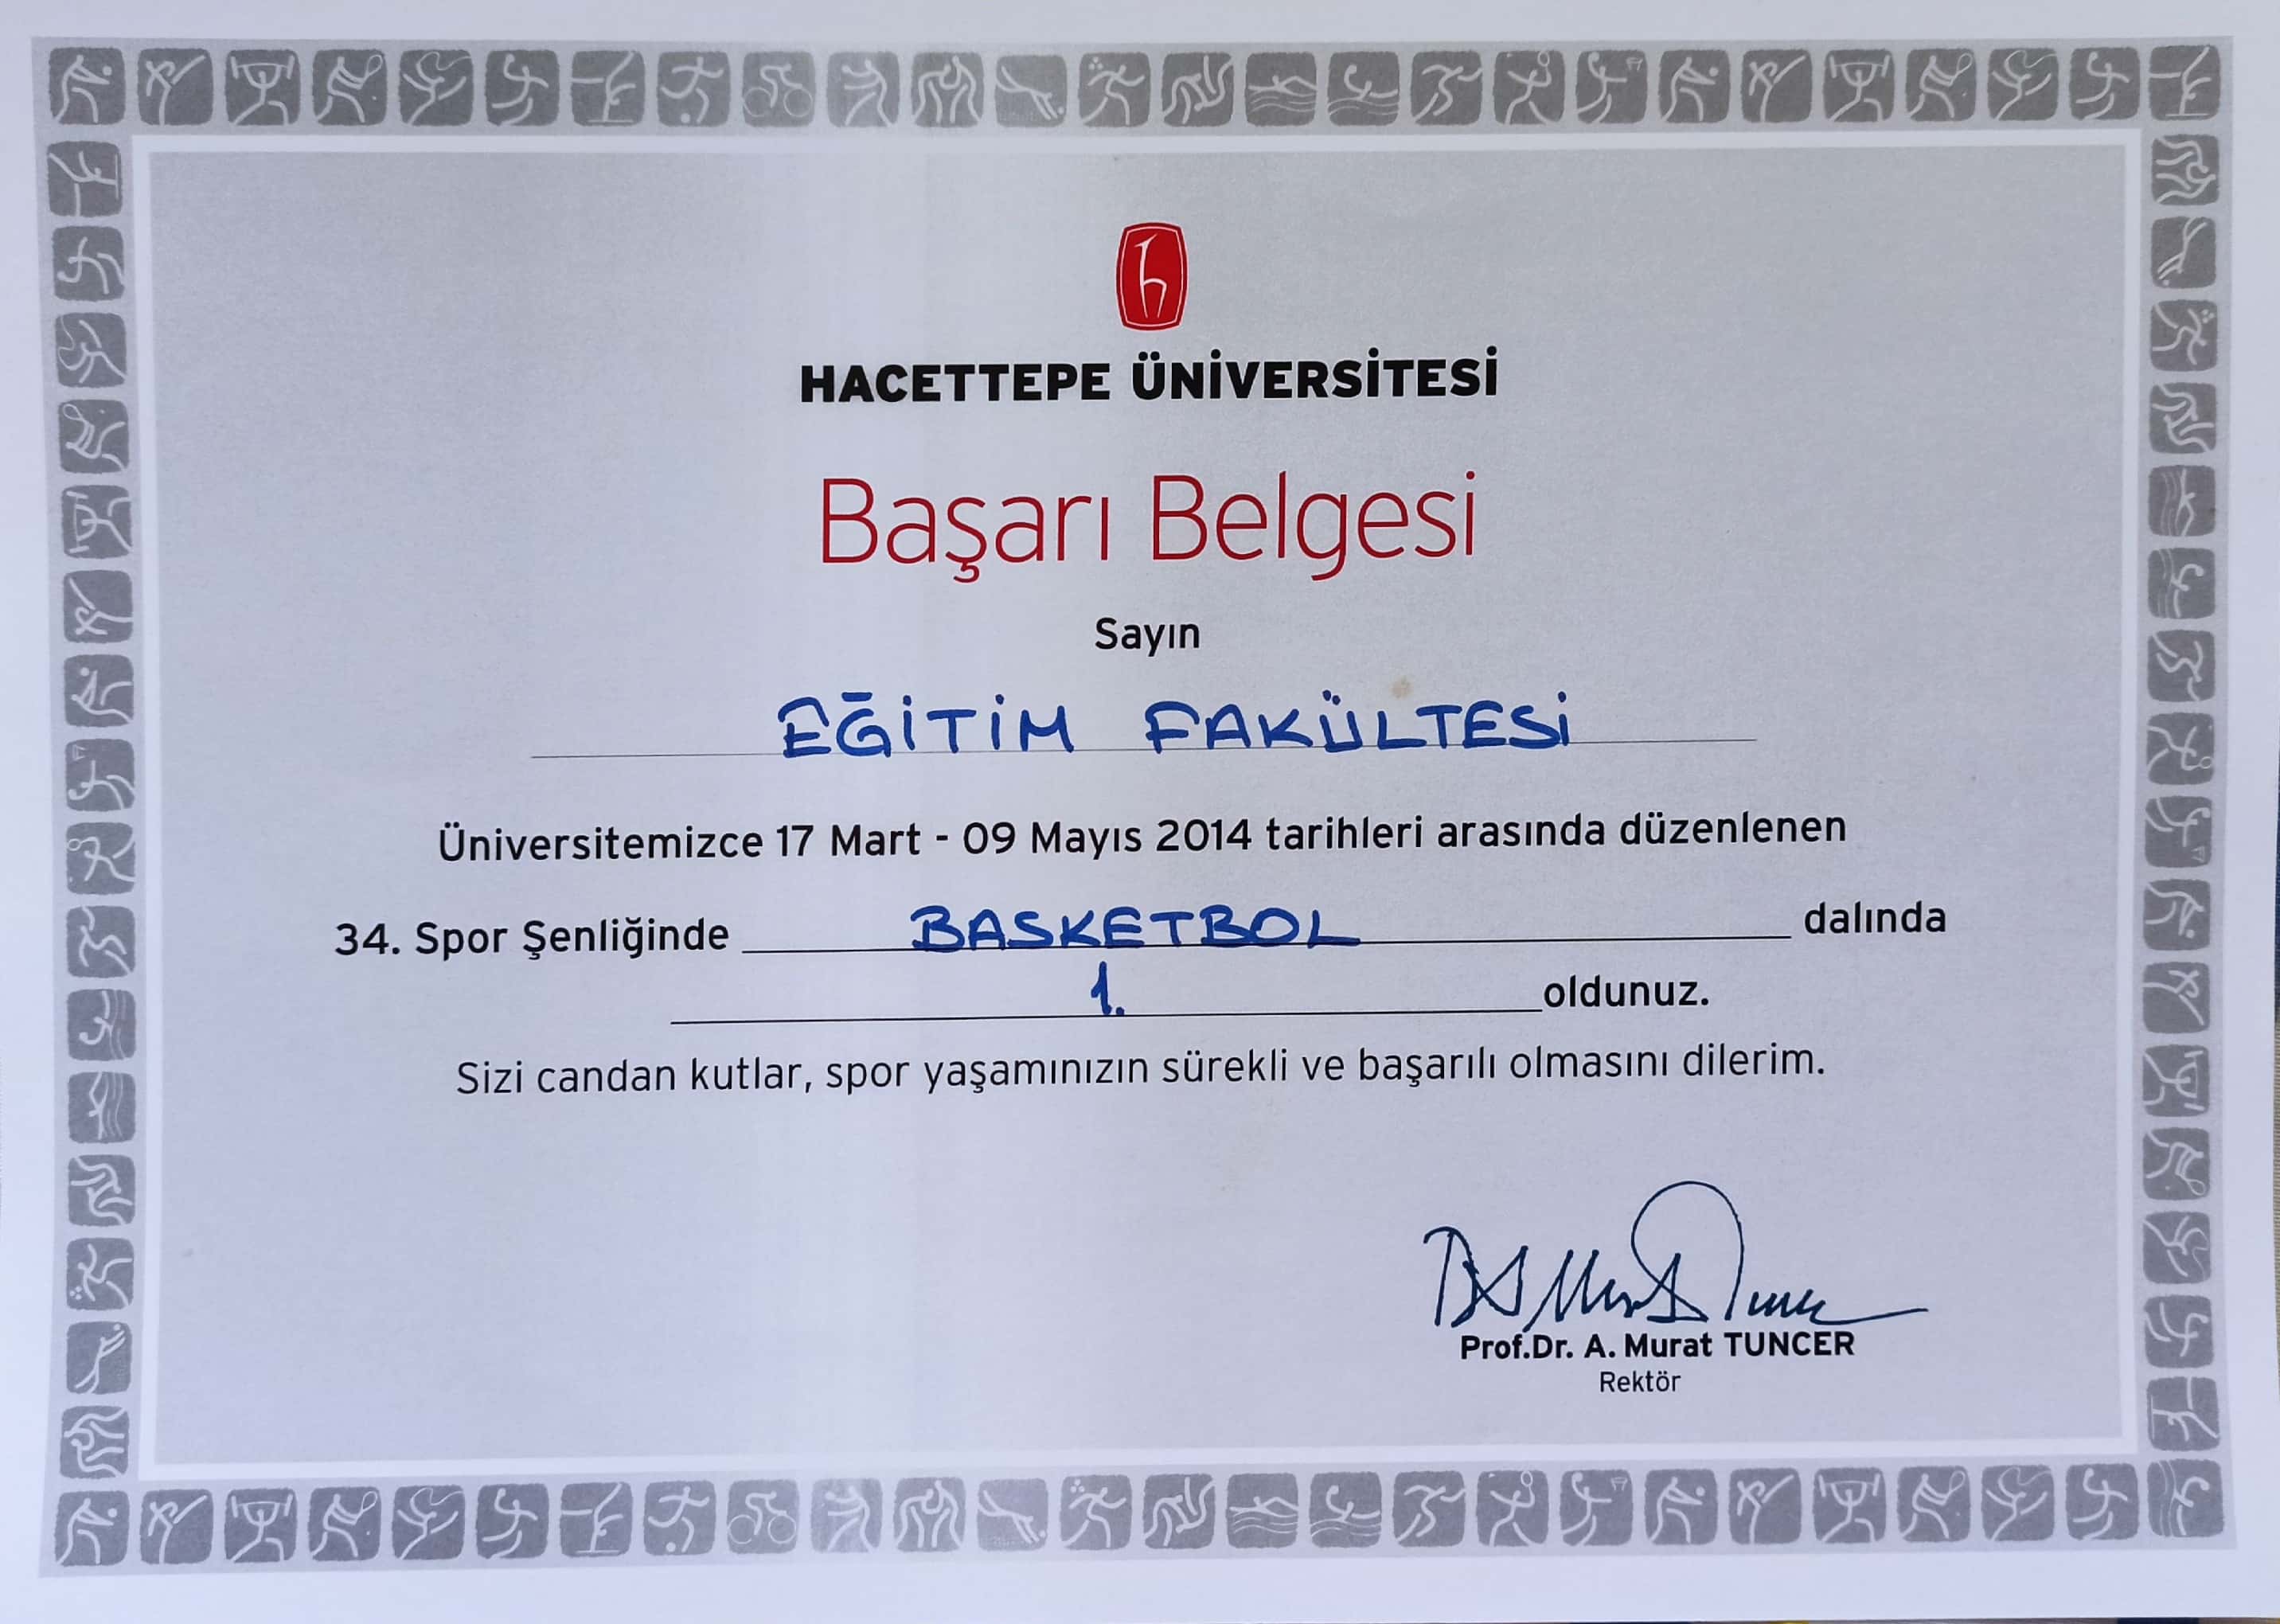 HACETTEPE ÜNİVERSİTESİ
Başarı Belgesi
Sayın
EĞİTİM FAKÜLTESİ
Üniversitemizce 17 Mart - 09 Mayıs 2014 tarihleri arasında düzenlenen
34. Spor Şenliğinde BASKETBOL dalında
1. oldunuz.
Sizi candan kutlar, spor yaşamınızın sürekli ve başarılı olmasını dilerim.
Prof.Dr. A. Murat TUNCER
Rektör